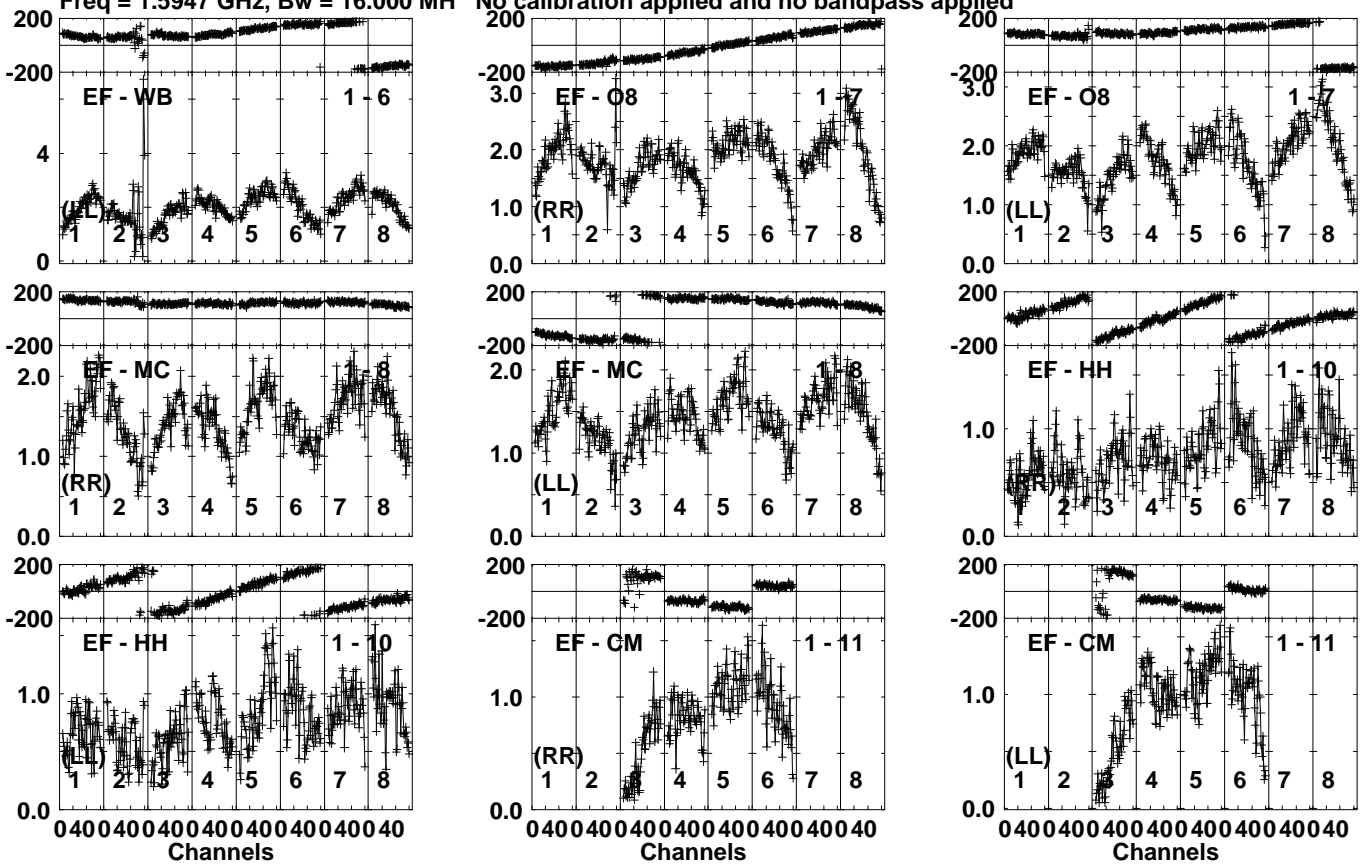 Freq = 1.5947 GHz, Bw = 16.000 MH No calibration applied and no bandpass applied
200
-200
EF - WB
1 - 6
4
(LL)
1 2 3 4 5 6 7 8
0
200
-200
3.0
EF - O8
1 - 7
2.0
1.0
(RR)
1 2 3 4 5 6 7 8
0.0
200
-200
3.0
EF - O8
1 - 7
2.0
1.0
(LL)
1 2 3 4 5 6 7 8
0.0
200
-200
EF - MC
1 - 8
2.0
1.0
(RR)
1 2 3 4 5 6 7 8
0.0
200
-200
EF - MC
1 - 8
2.0
1.0
(LL)
1 2 3 4 5 6 7 8
0.0
200
-200
EF - HH
1 - 10
1.0
(RR)
1 2 3 4 5 6 7 8
0.0
200
-200
EF - HH
1 - 10
1.0
(LL)
1 2 3 4 5 6 7 8
0.0
200
-200
EF - CM
1 - 11
1.0
(RR)
1 2 3 4 5 6 7 8
0.0
200
-200
EF - CM
1 - 11
1.0
(LL)
1 2 3 4 5 6 7 8
0.0
0 40 0 40 0 40 0 40 0 40 0 40 0 40 0 40
Channels
0 40 0 40 0 40 0 40 0 40 0 40 0 40 0 40
Channels
0 40 0 40 0 40 0 40 0 40 0 40 0 40 0 40
Channels